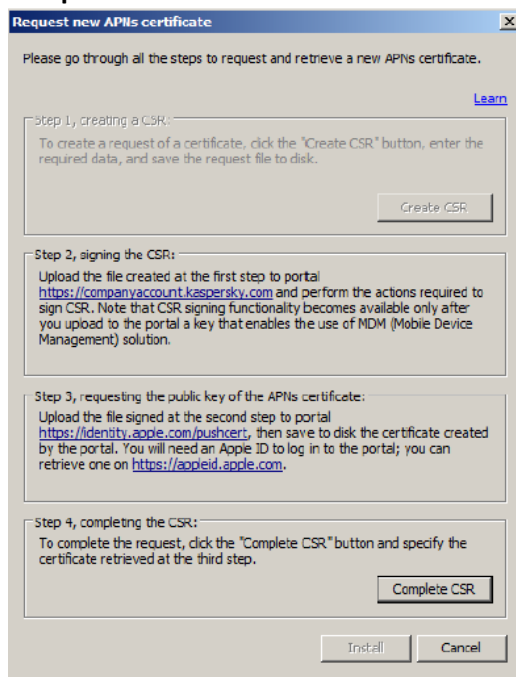 Request new APNs certificate
Please go through all the steps to request and retrieve a new APNs certificate.
Learn
Step 1, creating a CSR:
To create a request of a certificate, click the "Create CSR" button, enter the
required data, and save the request file to disk.
Create CSR
Step 2, signing the CSR:
Upload the file created at the first step to portal
https://companyaccount.kaspersky.com and perform the actions required to
sign CSR. Note that CSR signing functionality becomes available only after
you upload to the portal a key that enables the use of MDM (Mobile Device
Management) solution.
Step 3, requesting the public key of the APNs certificate:
Upload the file signed at the second step to portal
https://identity.apple.com/pushcert, then save to disk the certificate created
by the portal. You will need an Apple ID to log in to the portal; you can
retrieve one on https://appleid.apple.com.
Step 4, completing the CSR:
To complete the request, click the "Complete CSR" button and specify the
certificate retrieved at the third step.
Complete CSR
Install
Cancel